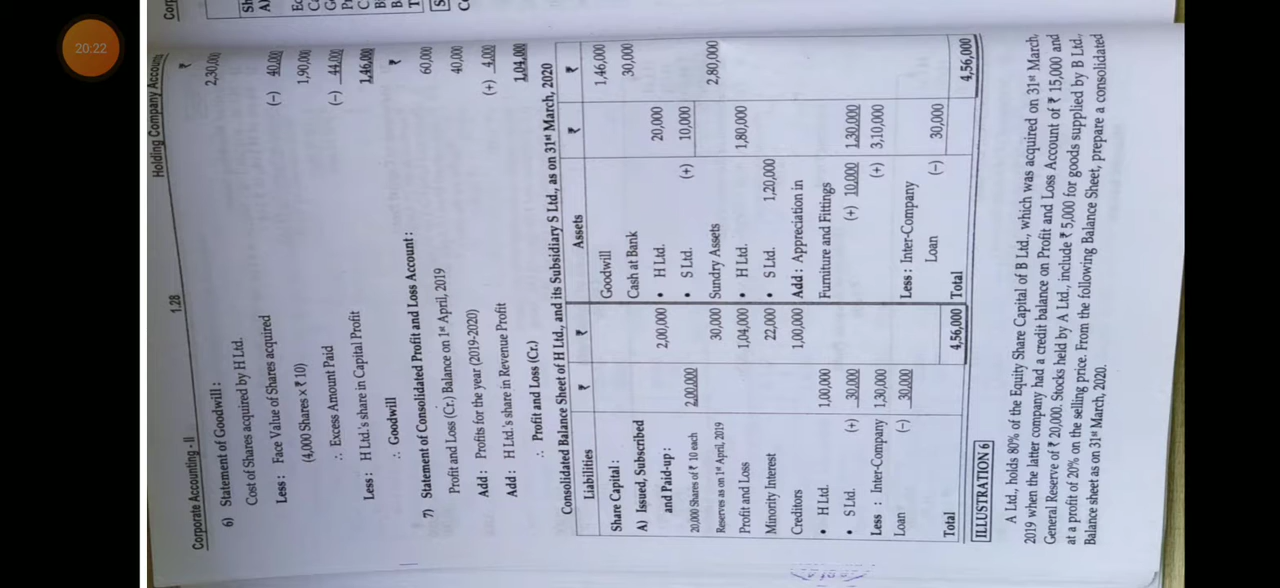 20:22
Corporate Accounting - II 1.28 Holding Company Account
6) Statement of Goodwill : ₹
Cost of Shares acquired by H Ltd. 2,30,000
Less : Face Value of Shares acquired
(4,000 Shares x ₹ 10) (–) 40,000
1,90,000
∴ Excess Amount Paid
Less : H Ltd.'s share in Capital Profit (–) 44,000
∴ Goodwill 1,46,000
7) Statement of Consolidated Profit and Loss Account : ₹
Profit and Loss (Cr.) Balance on 1st April, 2019 60,000
Add : Profits for the year (2019-2020) 40,000
Add : H Ltd.'s share in Revenue Profit (+) 4,000
∴ Profit and Loss (Cr.) 1,04,000
Consolidated Balance Sheet of H Ltd., and its Subsidiary S Ltd., as on 31st March, 2020
Liabilities ₹ ₹ Assets ₹ ₹
Share Capital : Goodwill 1,46,000
A) Issued, Subscribed Cash at Bank 30,000
and Paid-up : 2,00,000 • H Ltd. 20,000
20,000 Shares of ₹ 10 each 2,00,000 • S Ltd. (+) 10,000
Reserves as on 1st April, 2019 30,000 Sundry Assets 2,80,000
Profit and Loss 1,04,000 • H Ltd. 1,80,000
Minority Interest 22,000 • S Ltd. 1,20,000
Creditors 1,00,000 Add : Appreciation in
• H Ltd. 1,00,000 Furniture and Fittings
• S Ltd. (+) 30,000 (+) 10,000 1,30,000
Less : Inter-Company 1,30,000 (+) 3,10,000
Loan (–) 30,000 Less : Inter-Company
Loan (–) 30,000
Total 4,56,000 Total 4,56,000
ILLUSTRATION 6
A Ltd., holds 80% of the Equity Share Capital of B Ltd., which was acquired on 31st March,
2019 when the latter company had a credit balance on Profit and Loss Account of ₹ 15,000 and
General Reserve of ₹ 20,000. Stocks held by A Ltd., include ₹ 5,000 for goods supplied by B Ltd.,
at a profit of 20% on the selling price. From the following Balance Sheet, prepare a consolidated
Balance sheet as on 31st March, 2020.